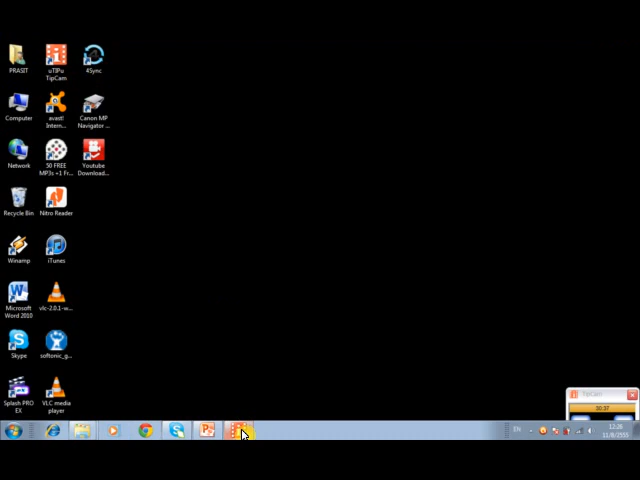 PRASIT
uTIPu
TipCam
4Sync
Computer
avast!
Intern...
Canon MP
Navigator ...
Network
50 FREE
MP3s +1 Fr...
Youtube
Download...
Recycle Bin
Nitro Reader
Winamp
iTunes
Microsoft
Word 2010
vlc-2.0.1-w...
Skype
softonic_g...
Splash PRO
EX
VLC media
player
TipCam
EN
12:26